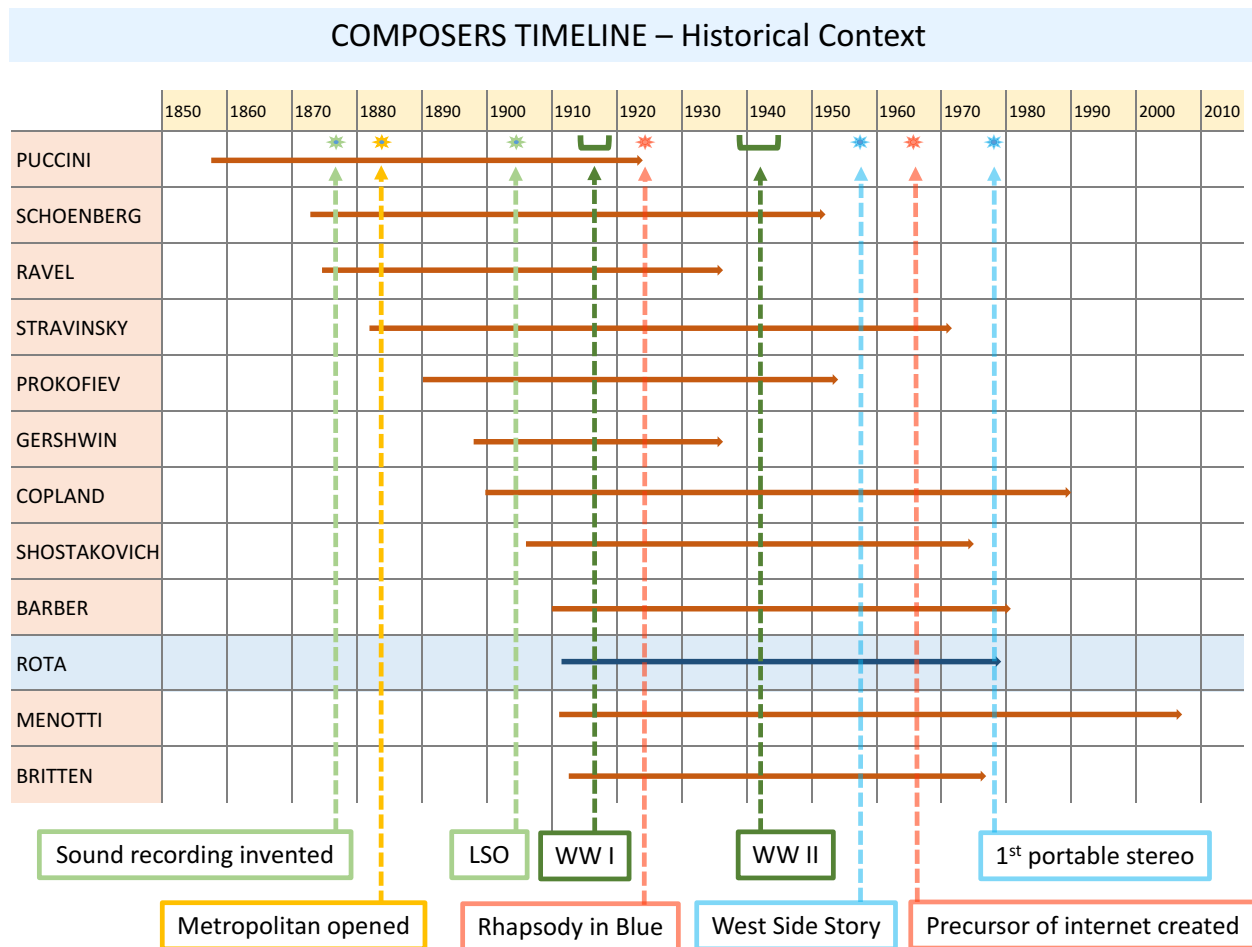 COMPOSERS TIMELINE – Historical Context
1850 1860 1870 1880 1890 1900 1910 1920 1930 1940 1950 1960 1970 1980 1990 2000 2010
PUCCINI
SCHOENBERG
RAVEL
STRAVINSKY
PROKOFIEV
GERSHWIN
COPLAND
SHOSTAKOVICH
BARBER
ROTA
MENOTTI
BRITTEN
Sound recording invented LSO WW I WW II 1st portable stereo
Metropolitan opened Rhapsody in Blue West Side Story Precursor of internet created